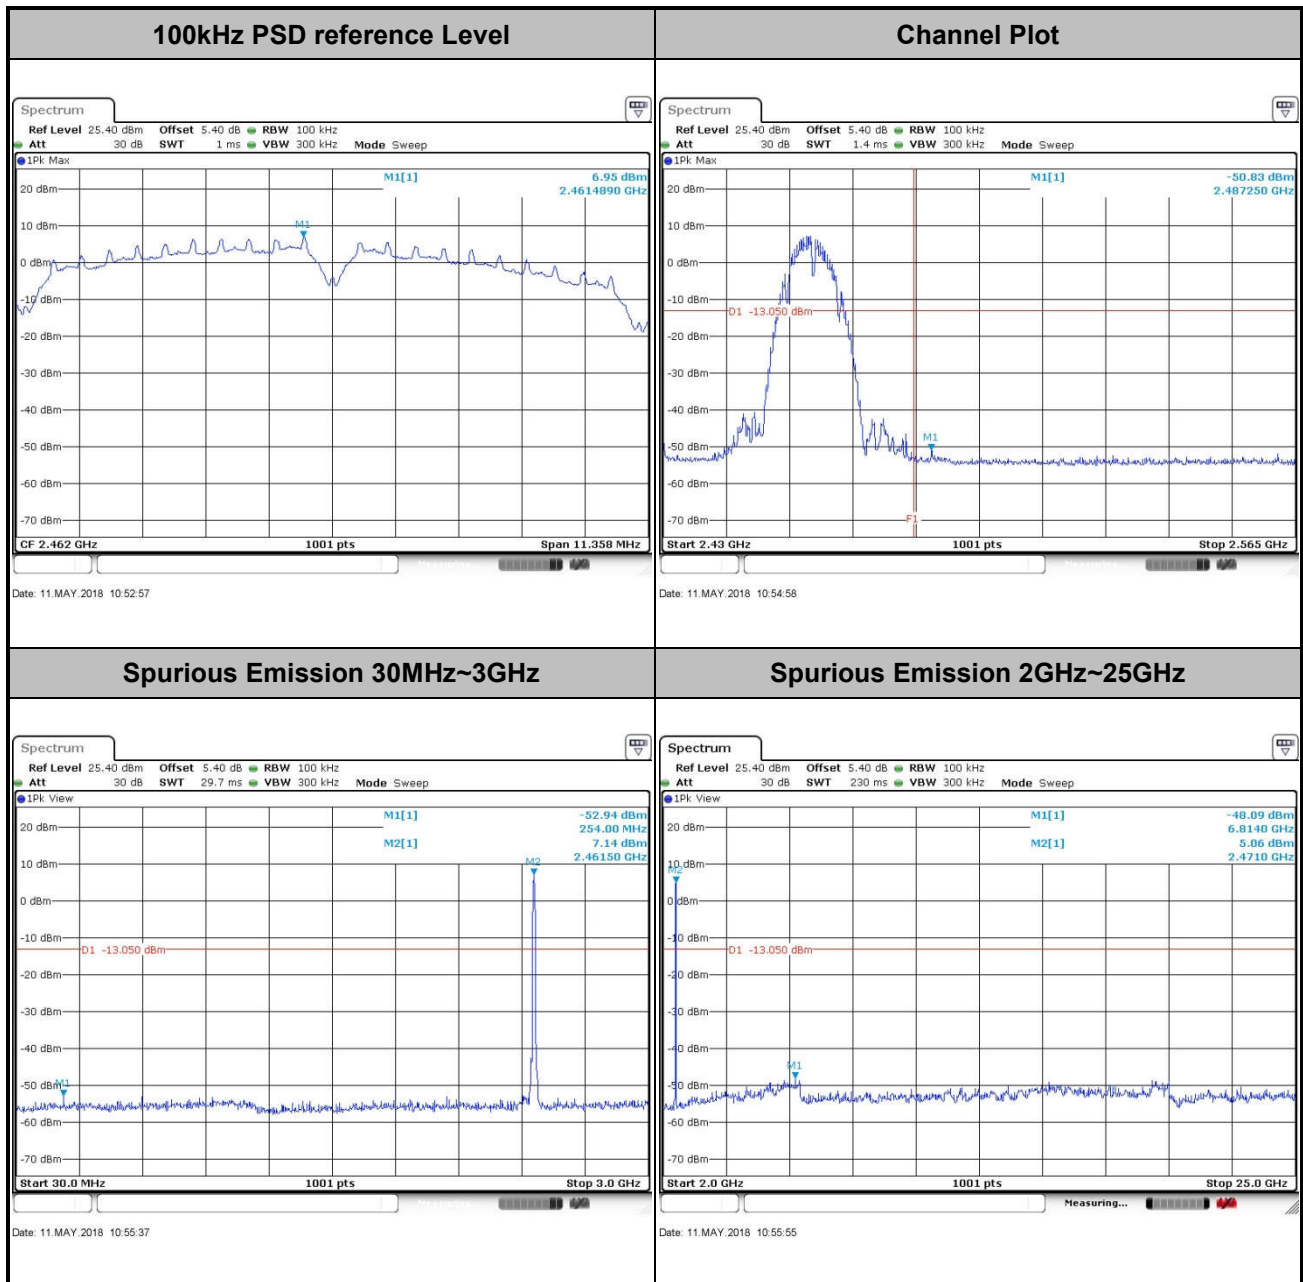 100kHz PSD reference Level
Spectrum
Ref Level 25.40 dBm Offset 5.40 dB RBW 100 kHz
Att 30 dB SWT 1 ms VBW 300 kHz Mode Sweep
1Pk Max
M1[1] 6.95 dBm
2.4614890 GHz
20 dBm
10 dBm
M1
0 dBm
-10 dBm
-20 dBm
-30 dBm
-40 dBm
-50 dBm
-60 dBm
-70 dBm
CF 2.462 GHz 1001 pts Span 11.358 MHz
Measuring...
Date: 11.MAY.2018 10:52:57
Channel Plot
Spectrum
Ref Level 25.40 dBm Offset 5.40 dB RBW 100 kHz
Att 30 dB SWT 1.4 ms VBW 300 kHz Mode Sweep
1Pk Max
M1[1] -50.83 dBm
2.487250 GHz
20 dBm
10 dBm
0 dBm
-10 dBm
D1 -13.050 dBm
-20 dBm
-30 dBm
-40 dBm
M1
-50 dBm
-60 dBm
-70 dBm
F1
Start 2.43 GHz 1001 pts Stop 2.565 GHz
Measuring...
Date: 11.MAY.2018 10:54:58
Spurious Emission 30MHz~3GHz
Spectrum
Ref Level 25.40 dBm Offset 5.40 dB RBW 100 kHz
Att 30 dB SWT 29.7 ms VBW 300 kHz Mode Sweep
1Pk View
M1[1] -52.94 dBm
254.00 MHz
20 dBm
M2[1] 7.14 dBm
2.46150 GHz
10 dBm
M2
0 dBm
-10 dBm
D1 -13.050 dBm
-20 dBm
-30 dBm
-40 dBm
-50 dBm
M1
-60 dBm
-70 dBm
Start 30.0 MHz 1001 pts Stop 3.0 GHz
Measuring...
Date: 11.MAY.2018 10:55:37
Spurious Emission 2GHz~25GHz
Spectrum
Ref Level 25.40 dBm Offset 5.40 dB RBW 100 kHz
Att 30 dB SWT 230 ms VBW 300 kHz Mode Sweep
1Pk View
M1[1] -48.09 dBm
6.8140 GHz
20 dBm
M2[1] 5.06 dBm
2.4710 GHz
10 dBm
M2
0 dBm
-10 dBm
D1 -13.050 dBm
-20 dBm
-30 dBm
-40 dBm
M1
-50 dBm
-60 dBm
-70 dBm
Start 2.0 GHz 1001 pts Stop 25.0 GHz
Measuring...
Date: 11.MAY.2018 10:55:55